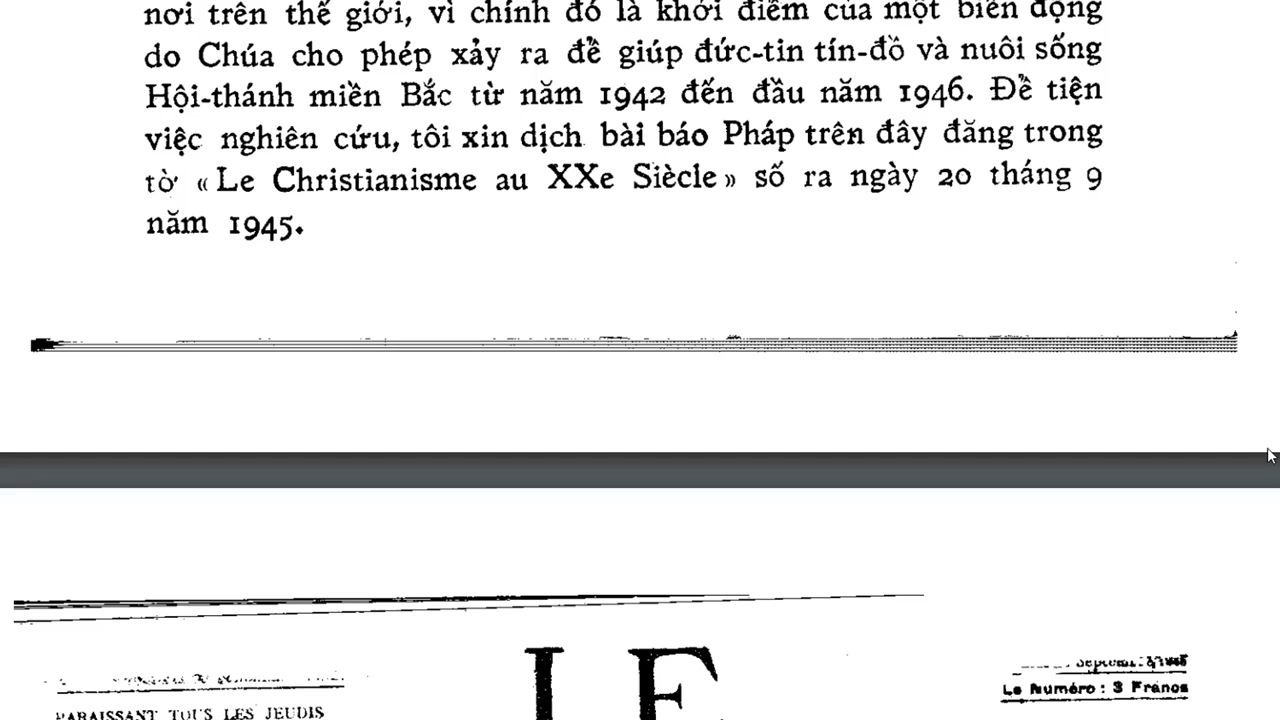 nơi trên thế giới, vì chính đó là khởi điểm của một biến động
do Chúa cho phép xảy ra để giúp đức-tin tín-đồ và nuôi sống
Hội-thánh miền Bắc từ năm 1942 đến đầu năm 1946. Để tiện
việc nghiên cứu, tôi xin dịch bài báo Pháp trên đây đăng trong
tờ «Le Christianisme au XXe Siècle» số ra ngày 20 tháng 9
năm 1945.
LE
Le Numéro : 3 Francs
PARAISSANT TOUS LES JEUDIS